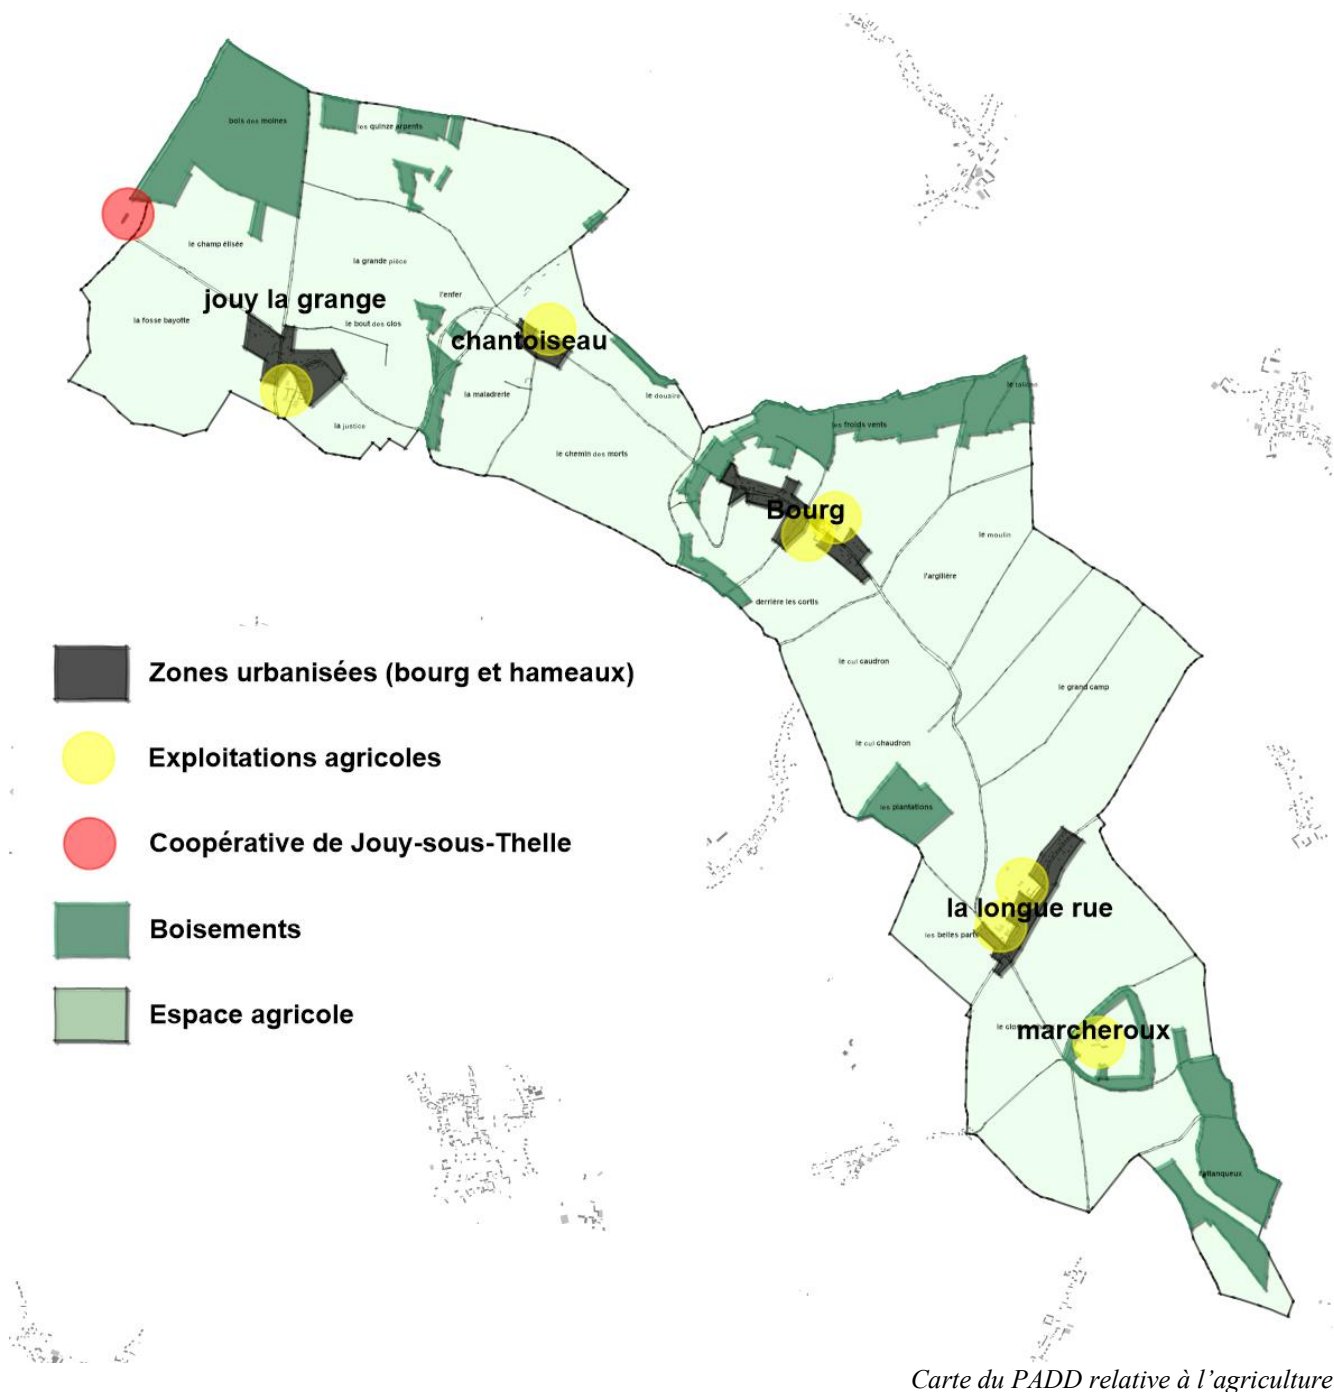 bois des moines
les quinze arpents
le champ élisée
la grande pièce
jouy la grange
l'enfer
la fosse bayotte
le bout des clos
chantoiseau
la maladrerie
le douaire
la justice
le chemin des morts
les froids vents
Bourg
le moulin
l'argilière
derrière les cortis
le cul caudron
Zones urbanisées (bourg et hameaux)
le grand camp
le cul chaudron
Exploitations agricoles
les plantations
Coopérative de Jouy-sous-Thelle
la longue rue
les belles parts
Boisements
Espace agricole
marcheroux
Carte du PADD relative à l'agriculture